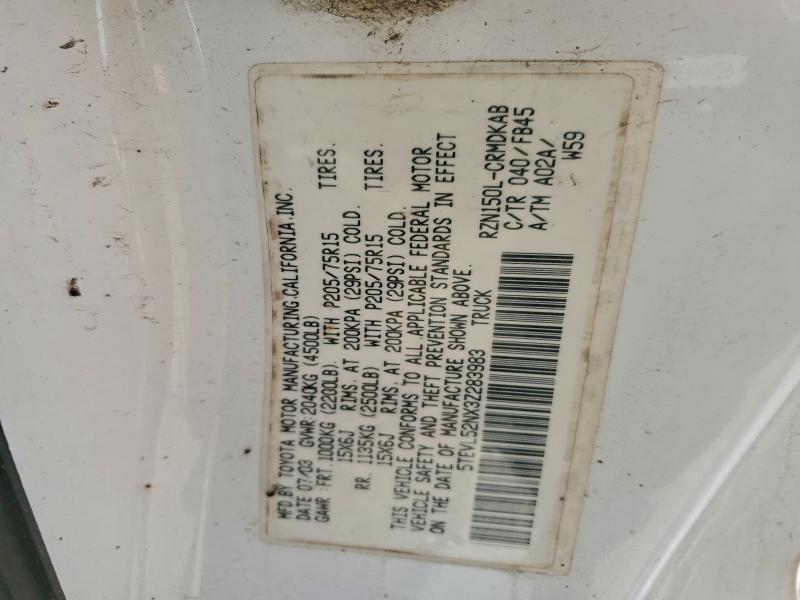 MFD BY TOYOTA MOTOR MANUFACTURING,CALIFORNIA,INC.
DATE 07/03 GVWR:2040KG (4500LB)
GAWR:FRT.1000KG (2200LB) WITH P205/75R15 TIRES.
15X6J RIMS, AT 200KPA (29PSI) COLD.
RR. 1135KG (2500LB) WITH P205/75R15 TIRES.
15X6J RIMS, AT 200KPA (29PSI) COLD.
THIS VEHICLE CONFORMS TO ALL APPLICABLE FEDERAL MOTOR
VEHICLE SAFETY AND THEFT PREVENTION STANDARDS IN EFFECT
ON THE DATE OF MANUFACTURE SHOWN ABOVE.
5TEVL52NX3Z283983 TRUCK
RZN150L-CRMDKAB
C/TR 040/FB45
A/TM A02A/
W59